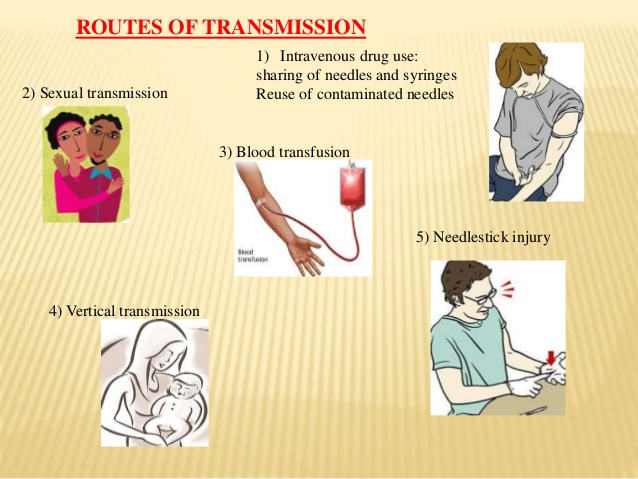 ROUTES OF TRANSMISSION
1) Intravenous drug use:
sharing of needles and syringes
Reuse of contaminated needles
2) Sexual transmission
3) Blood transfusion
Blood
transfusion
5) Needlestick injury
4) Vertical transmission